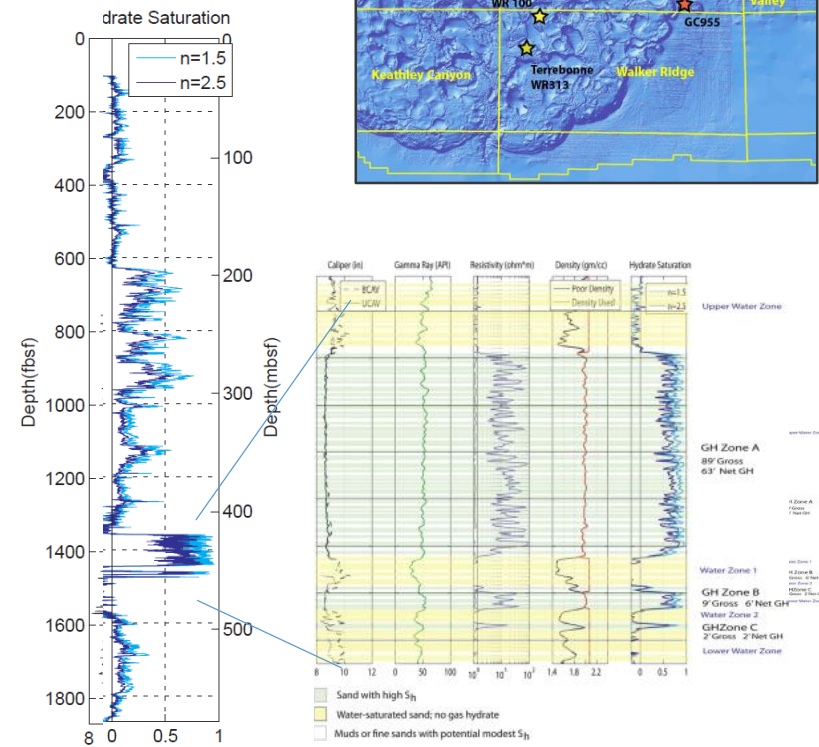 drate Saturation
0
0
n=1.5
n=2.5
200
400
600
800
1000
1200
1400
1600
1800
100
200
300
400
500
Depth(fbsf)
Depth(mbsf)
8 0 0.5 1
WR 100
GC955
Valley
Keathley Canyon
Terrebonne
WR313
Walker Ridge
Caliper (in) Gamma Ray (API) Resistivity (ohm*m) Density (gm/cc) Hydrate Saturation
BCAV
UCAV
Poor Density
Density Used
n=1.5
n=2.5
Upper Water Zone
GH Zone A
89' Gross
63' Net GH
Water Zone 1
GH Zone B
9' Gross 6' Net GH
Water Zone 2
GHZone C
2' Gross 2' Net GH
Lower Water Zone
8 10 12 0 50 100 10⁰ 10¹ 10² 1.4 1.8 2.2 0 0.5 1
Sand with high Sh
Water-saturated sand; no gas hydrate
Muds or fine sands with potential modest Sh